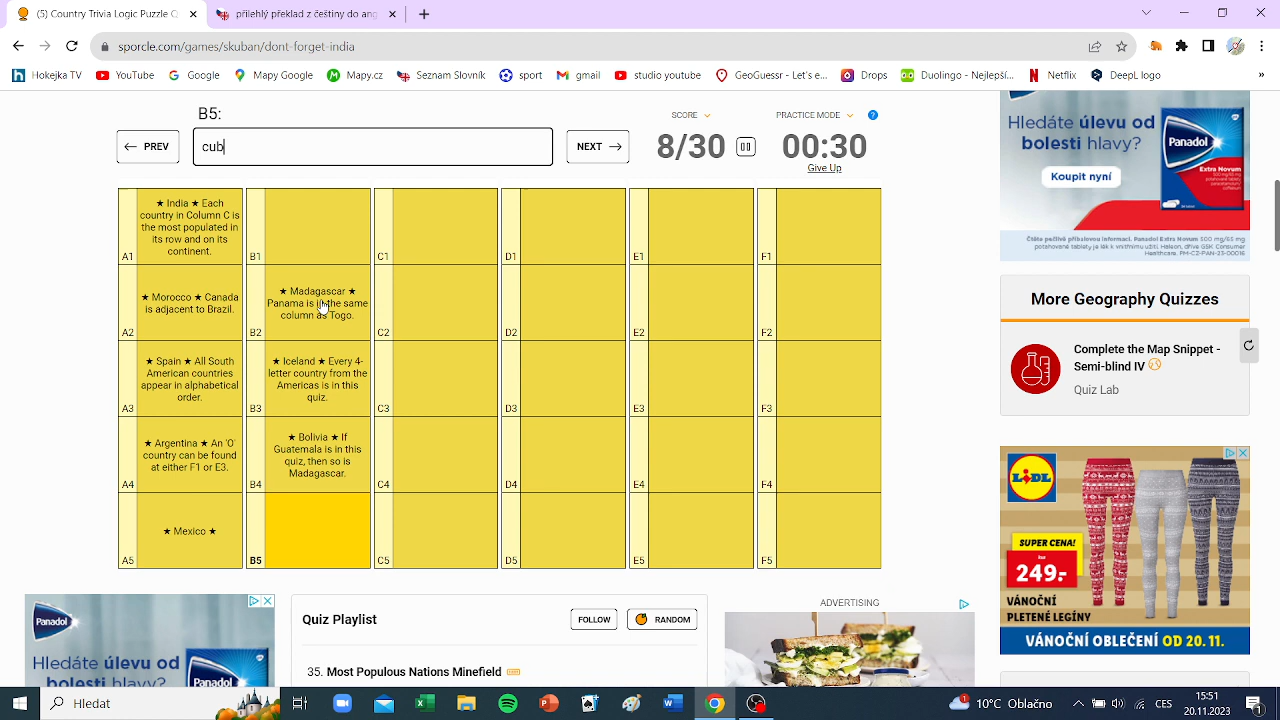 (5) Country Puzzle C
Přehledný překlad z češtiny do ang
sporcle.com/games/kbv5/dont-forget-india
Hokejka TV
YouTube
Google
Mapy Google
Mapy.cz
Seznam Slovník
sport
gmail
studio youtube
GeoGuessr - Let's e...
Drops
Duolingo - Nejlepší...
Netflix
DeepL logo
»
B5:
PREV
cub
NEXT
SCORE
8/30
PRACTICE MODE
00:30
Give Up
A1
★ India ★ Each
country in Column C is
the most populated in
its row and on its
continent.
B1
C1
D1
E1
F1
A2
★ Morocco ★ Canada
is adjacent to Brazil.
B2
★ Madagascar ★
Panama is in the same
column as Togo.
C2
D2
E2
F2
A3
★ Spain ★ All South
American countries
appear in alphabetical
order.
B3
★ Iceland ★ Every 4-
letter country from the
Americas is in this
quiz.
C3
D3
E3
F3
A4
★ Argentina ★ An 'O'
country can be found
at either F1 or E3.
B4
★ Bolivia ★ If
Guatemala is in this
quiz, then so is
Madagascar.
C4
D4
E4
F4
A5
★ Mexico ★
B5
C5
D5
E5
F5
Hledáte úlevu od
bolesti hlavy?
Koupit nyní
Panadol
Extra Novum
More Geography Quizzes
Complete the Map Snippet -
Semi-blind IV
Quiz Lab
LIDL
SUPER CENA!
249.-
VÁNOČNÍ
PLETENÉ LEGÍNY
VÁNOČNÍ OBLEČENÍ OD 20. 11.
Panadol
Hledáte úlevu od
bolesti hlavy?
Panadol
Quiz Playlist
FOLLOW
RANDOM
35. Most Populous Nations Minefield
ADVERTISING
Hledat
10°C Oblačno
15:51
20.11.2023